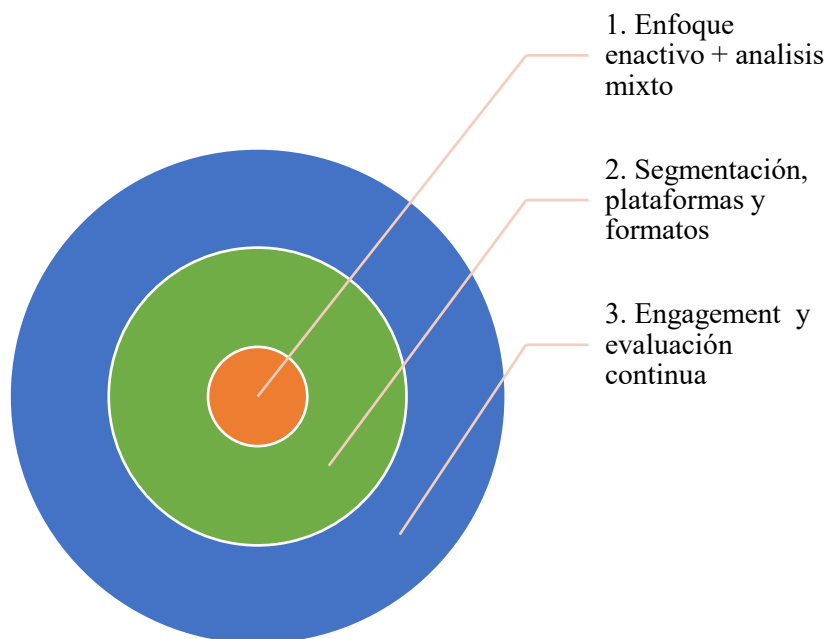 1. Enfoque
enactivo + analisis
mixto
2. Segmentación,
plataformas y
formatos
3. Engagement  y
evaluación
continua